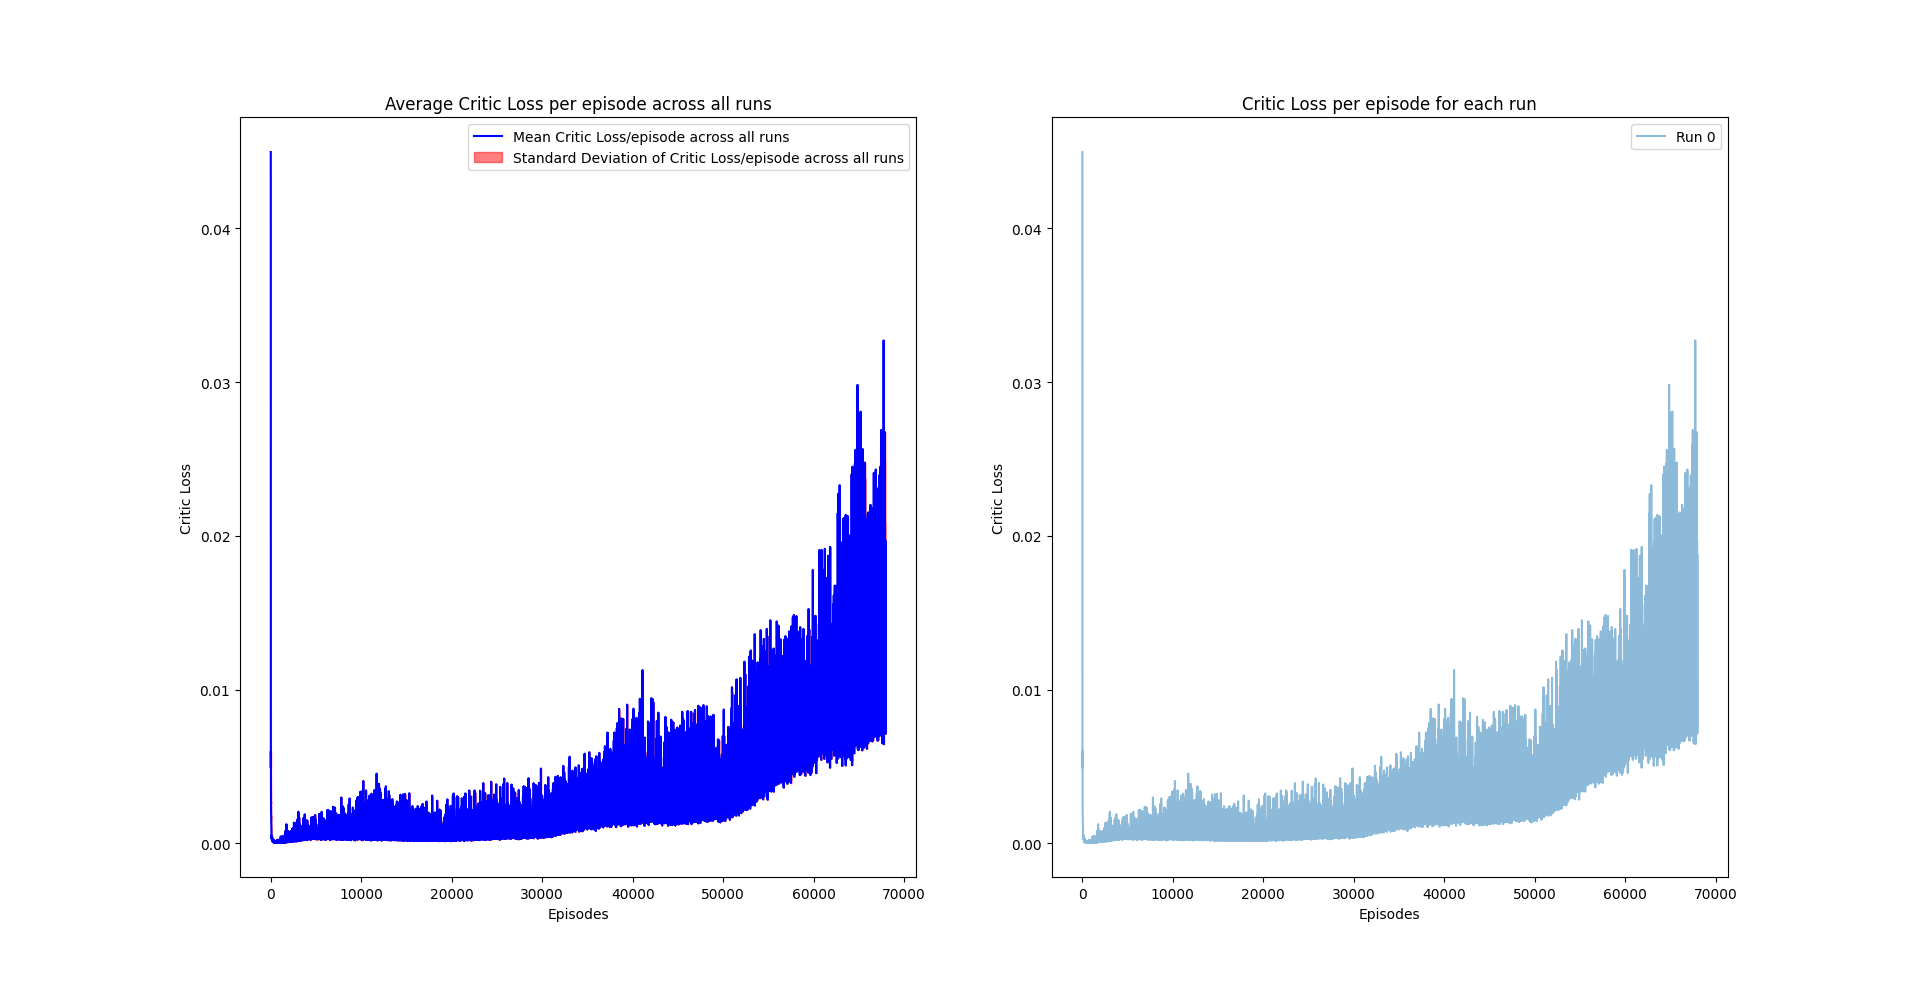 Average Critic Loss per episode across all runs
Mean Critic Loss/episode across all runs
Standard Deviation of Critic Loss/episode across all runs
Critic Loss
0.04
0.03
0.02
0.01
0.00
0 10000 20000 30000 40000 50000 60000 70000
Episodes
Critic Loss per episode for each run
Run 0
Critic Loss
0.04
0.03
0.02
0.01
0.00
0 10000 20000 30000 40000 50000 60000 70000
Episodes